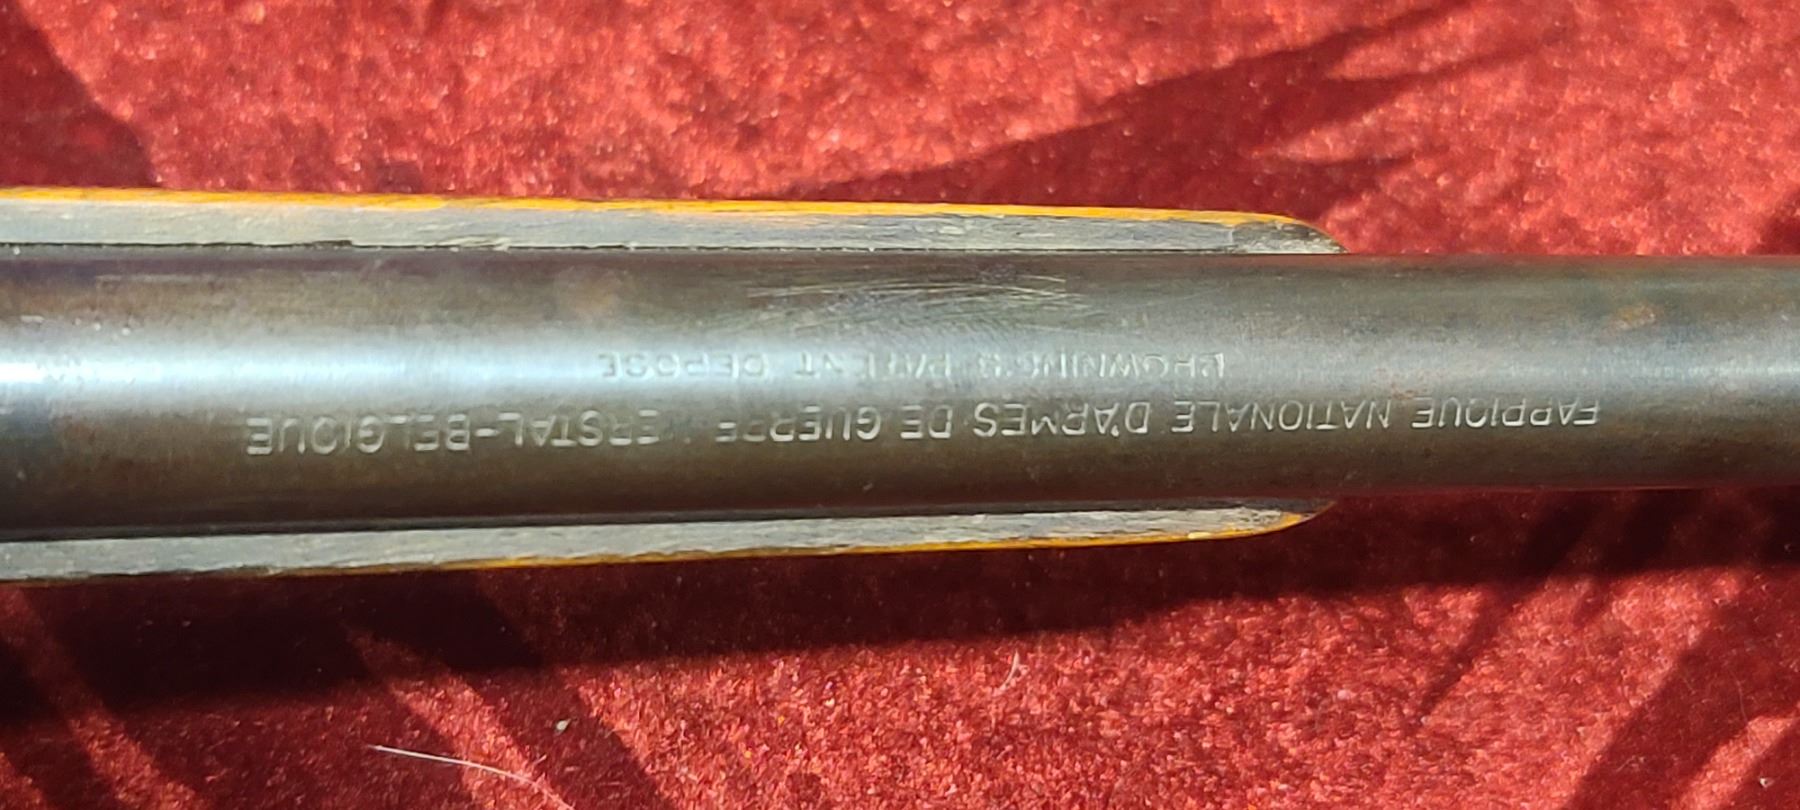 FABRIQUE NATIONALE D'ARMES DE GUERRE HERSTAL-BELGIQUE
BROWNING'S PATENT DEPOSE